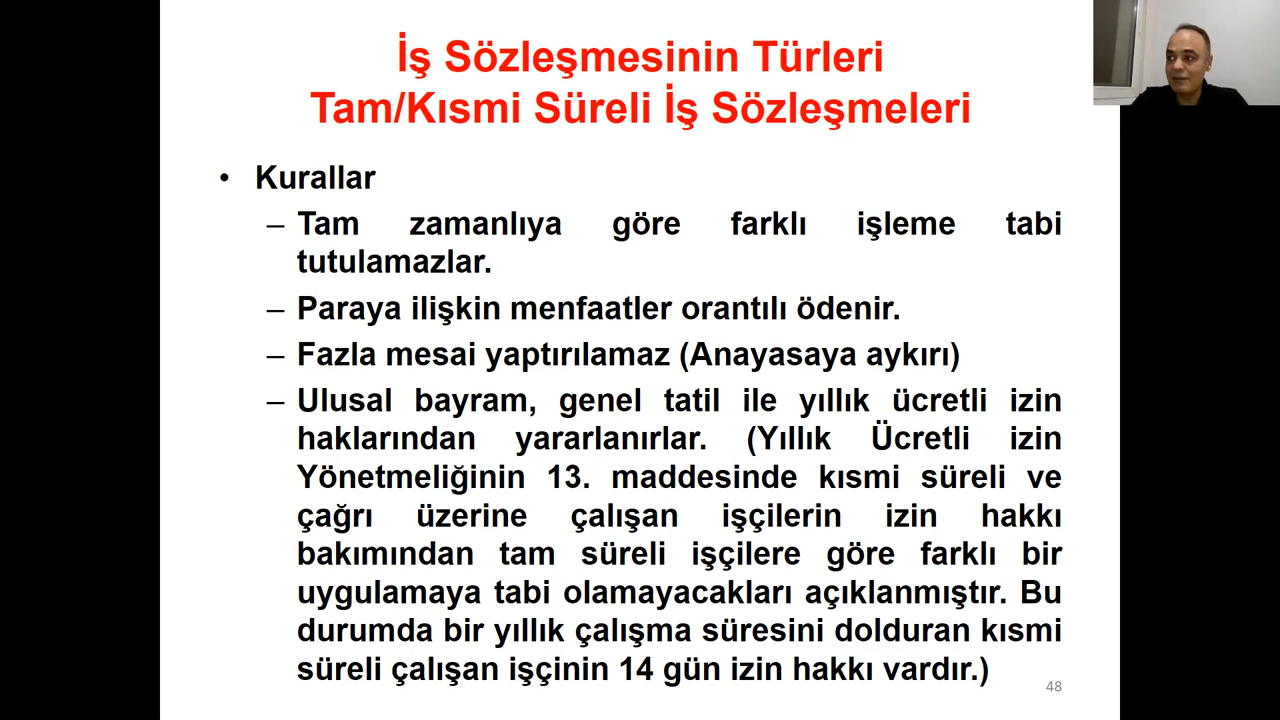 İş Sözleşmesinin Türleri
Tam/Kısmi Süreli İş Sözleşmeleri
• Kurallar
– Tam zamanlıya göre farklı işleme tabi
tutulamazlar.
– Paraya ilişkin menfaatler orantılı ödenir.
– Fazla mesai yaptırılamaz (Anayasaya aykırı)
– Ulusal bayram, genel tatil ile yıllık ücretli izin
haklarından yararlanırlar. (Yıllık Ücretli izin
Yönetmeliğinin 13. maddesinde kısmi süreli ve
çağrı üzerine çalışan işçilerin izin hakkı
bakımından tam süreli işçilere göre farklı bir
uygulamaya tabi olamayacakları açıklanmıştır. Bu
durumda bir yıllık çalışma süresini dolduran kısmi
süreli çalışan işçinin 14 gün izin hakkı vardır.)
48